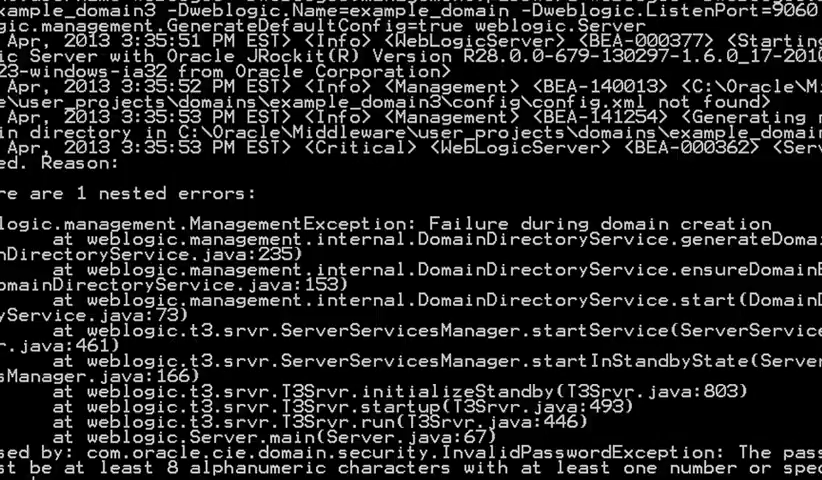 xample_domain3 -Dweblogic.Name=example_domain -Dweblogic.ListenPort=9060
gic.management.GenerateDefaultConfig=true weblogic.Server
Apr, 2013 3:35:51 PM EST> <Info> <WebLogicServer> <BEA-000377> <Starting
ic Server with Oracle JRockit(R) Version R28.0.0-679-130297-1.6.0_17-2010
23-windows-ia32 from Oracle Corporation>
Apr, 2013 3:35:52 PM EST> <Info> <Management> <BEA-140013> <C:\Oracle\Mi
e\user_projects\domains\example_domain3\config\config.xml not found>
Apr, 2013 3:35:53 PM EST> <Info> <Management> <BEA-141254> <Generating n
in directory in C:\Oracle\Middleware\user_projects\domains\example_domain
Apr, 2013 3:35:53 PM EST> <Critical> <WebLogicServer> <BEA-000362> <Serv
ed. Reason:
re are 1 nested errors:
logic.management.ManagementException: Failure during domain creation
at weblogic.management.internal.DomainDirectoryService.generateDomai
nDirectoryService.java:235)
at weblogic.management.internal.DomainDirectoryService.ensureDomainE
omainDirectoryService.java:153)
at weblogic.management.internal.DomainDirectoryService.start(DomainD
ryService.java:73)
at weblogic.t3.srvr.ServerServicesManager.startService(ServerService
r.java:461)
at weblogic.t3.srvr.ServerServicesManager.startInStandbyState(Server
sManager.java:166)
at weblogic.t3.srvr.T3Srvr.initializeStandby(T3Srvr.java:803)
at weblogic.t3.srvr.T3Srvr.startup(T3Srvr.java:493)
at weblogic.t3.srvr.T3Srvr.run(T3Srvr.java:446)
at weblogic.Server.main(Server.java:67)
sed by: com.oracle.cie.domain.security.InvalidPasswordException: The pass
st be at least 8 alphanumeric characters with at least one number or spec